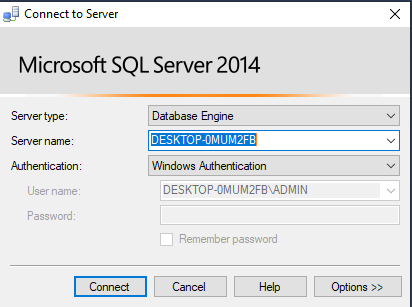 Connect to Server
Microsoft SQL Server 2014
Server type: Database Engine
Server name: DESKTOP-0MUM2FB
Authentication: Windows Authentication
User name: DESKTOP-0MUM2FB\ADMIN
Password:
Remember password
Connect Cancel Help Options >>